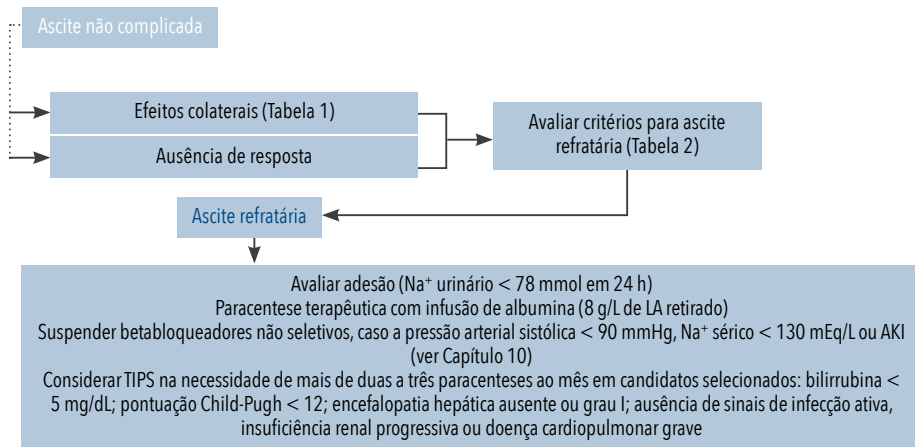 Ascite não complicada
Efeitos colaterais (Tabela 1)
Ausência de resposta
Avaliar critérios para ascite
refratária (Tabela 2)
Ascite refratária
Avaliar adesão (Na⁺ urinário < 78 mmol em 24 h)
Paracentese terapêutica com infusão de albumina (8 g/L de LA retirado)
Suspender betabloqueadores não seletivos, caso a pressão arterial sistólica < 90 mmHg, Na⁺ sérico < 130 mEq/L ou AKI
(ver Capítulo 10)
Considerar TIPS na necessidade de mais de duas a três paracenteses ao mês em candidatos selecionados: bilirrubina <
5 mg/dL; pontuação Child-Pugh < 12; encefalopatia hepática ausente ou grau I; ausência de sinais de infecção ativa,
insuficiência renal progressiva ou doença cardiopulmonar grave